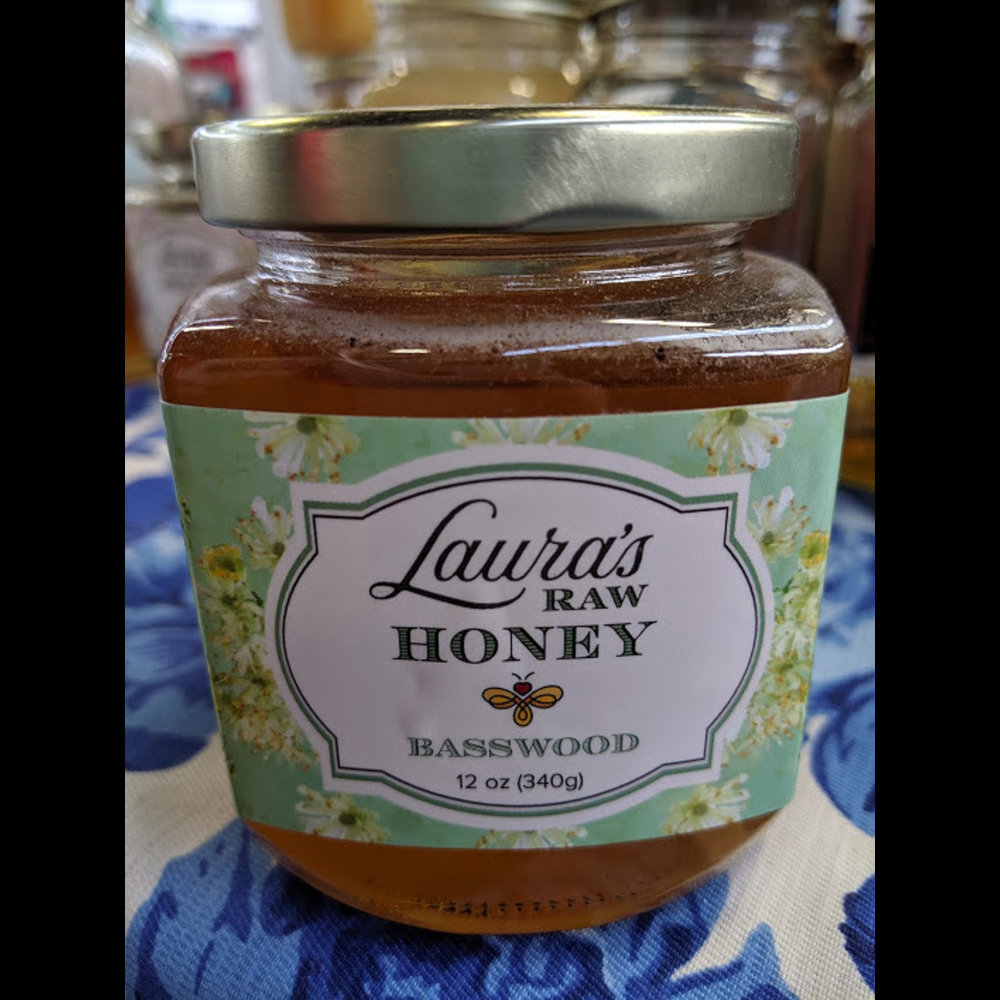 Laura's
RAW
HONEY
BASSWOOD
12 oz (340g)